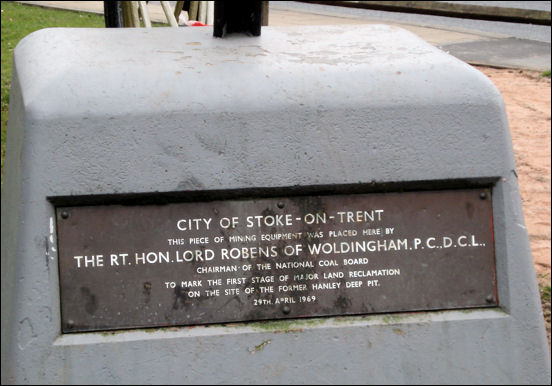 CITY OF STOKE-ON-TRENT
THIS PIECE OF MINING EQUIPMENT WAS PLACED HERE BY
THE RT. HON. LORD ROBENS OF WOLDINGHAM, P.C., D.C.L.,
CHAIRMAN OF THE NATIONAL COAL BOARD
TO MARK THE FIRST STAGE OF MAJOR LAND RECLAMATION
ON THE SITE OF THE FORMER HANLEY DEEP PIT.
29TH APRIL 1969